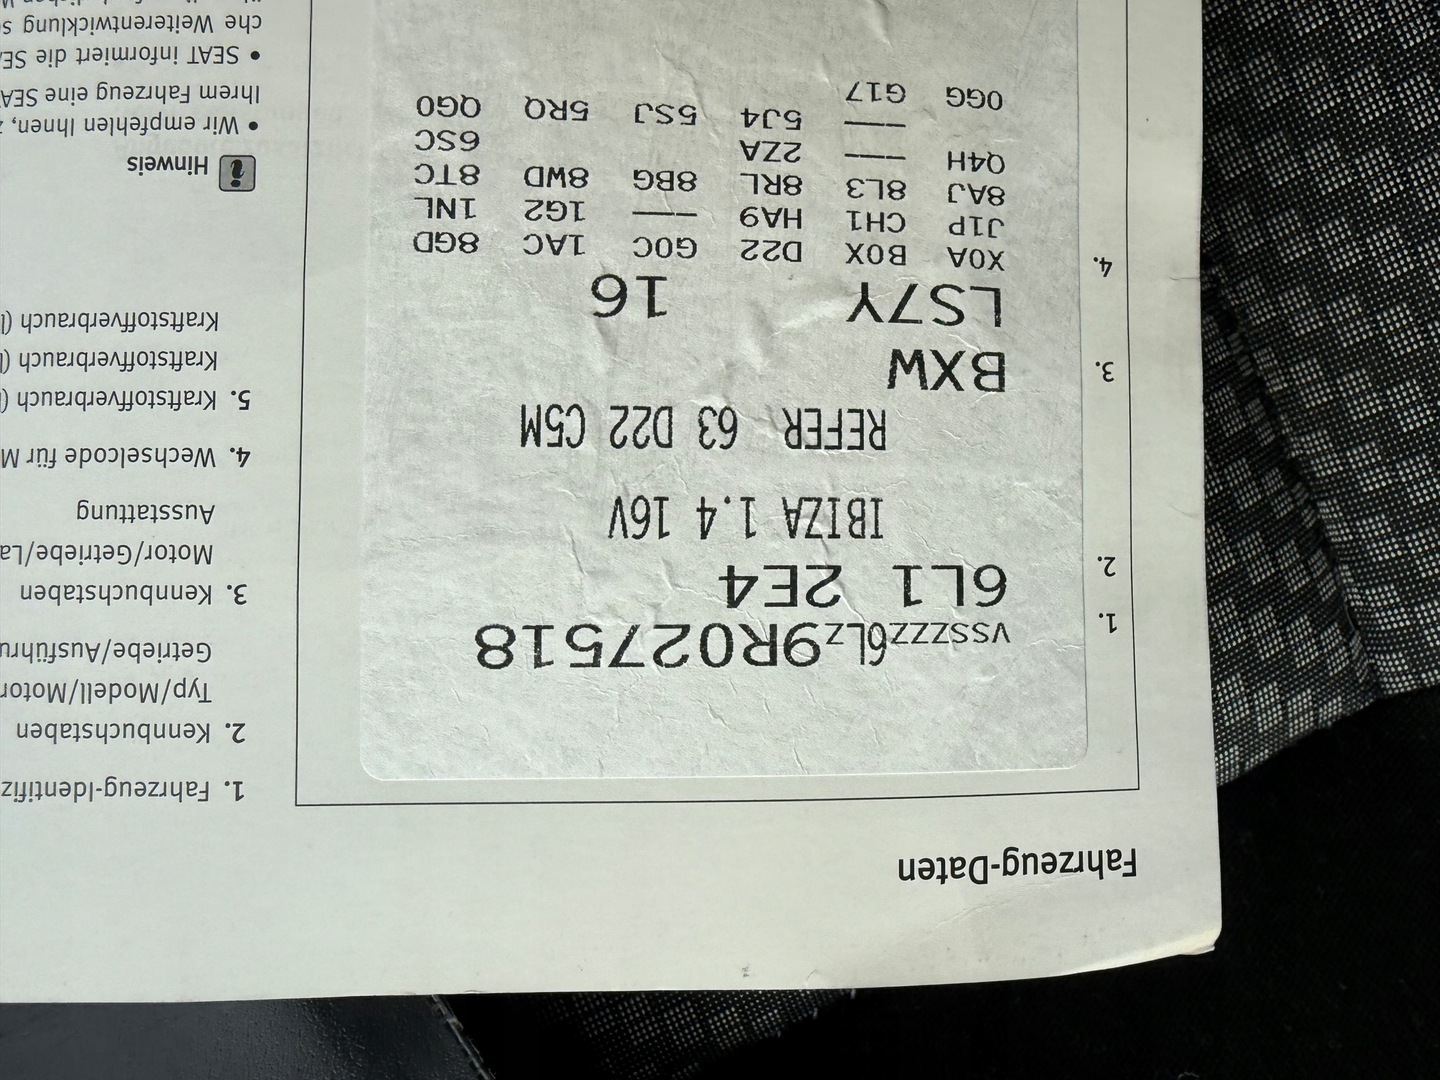 Fahrzeug-Daten
1.
2.
3.
4.
VSSZZZ6LZ9R027518
6L1 2E4
IBIZA 1.4 16V
REFER 63 D22 C5M
BXW
LS7Y 16
X0A B0X D22 G0C 1AC 8GD
J1P CH1 HA9 --- 1G2 1NL
8AJ 8L3 8RL 8BG 8WD 8TC
Q4H --- 2ZA 6SC
--- 5J4 5SJ 5RQ QG0
0GG G17
1. Fahrzeug-Identifiz
2. Kennbuchstaben
Typ/Modell/Motor
Getriebe/Ausführu
3. Kennbuchstaben
Motor/Getriebe/La
Ausstattung
4. Wechselcode für M
5. Kraftstoffverbrauch (
Kraftstoffverbrauch (
Kraftstoffverbrauch (
Hinweis
• Wir empfehlen Ihnen,
Ihrem Fahrzeug eine SEA
• SEAT informiert die SE
che Weiterentwicklung s